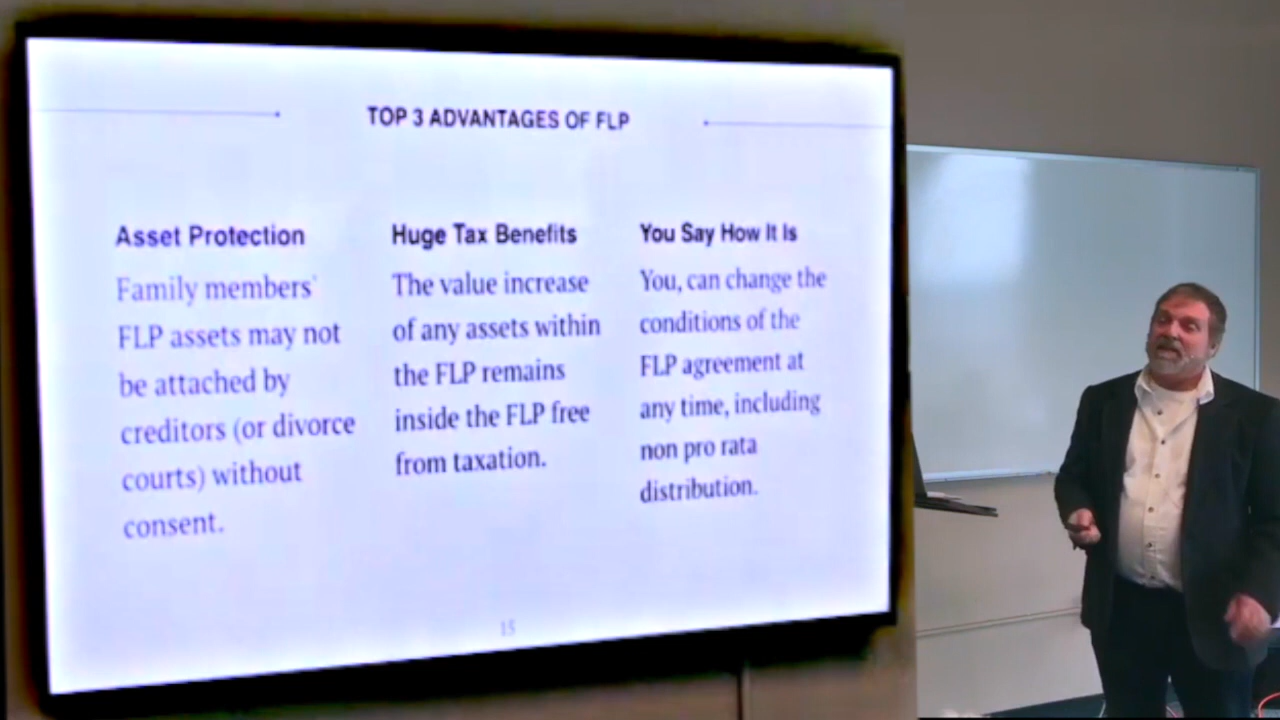 TOP 3 ADVANTAGES OF FLP
Asset Protection
Family members'
FLP assets may not
be attached by
creditors (or divorce
courts) without
consent.
Huge Tax Benefits
The value increase
of any assets within
the FLP remains
inside the FLP free
from taxation.
You Say How It Is
You, can change the
conditions of the
FLP agreement at
any time, including
non pro rata
distribution.
15